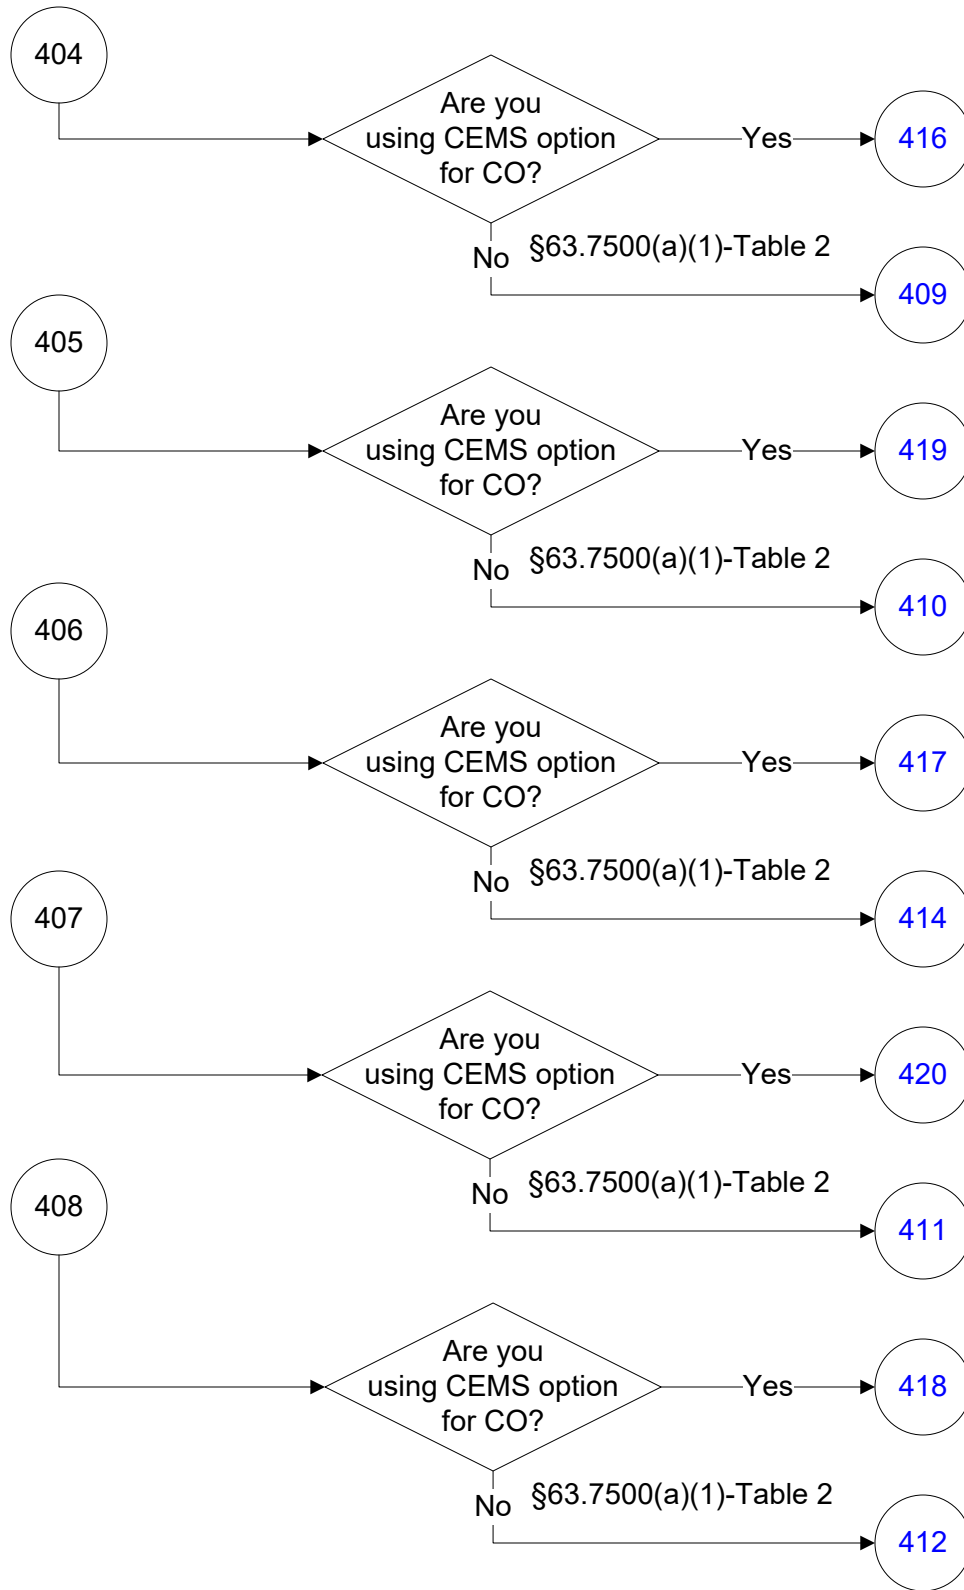 404
Are you
using CEMS option
for CO?
Yes
416
No
§63.7500(a)(1)-Table 2
409
405
Are you
using CEMS option
for CO?
Yes
419
No
§63.7500(a)(1)-Table 2
410
406
Are you
using CEMS option
for CO?
Yes
417
No
§63.7500(a)(1)-Table 2
414
407
Are you
using CEMS option
for CO?
Yes
420
No
§63.7500(a)(1)-Table 2
411
408
Are you
using CEMS option
for CO?
Yes
418
No
§63.7500(a)(1)-Table 2
412